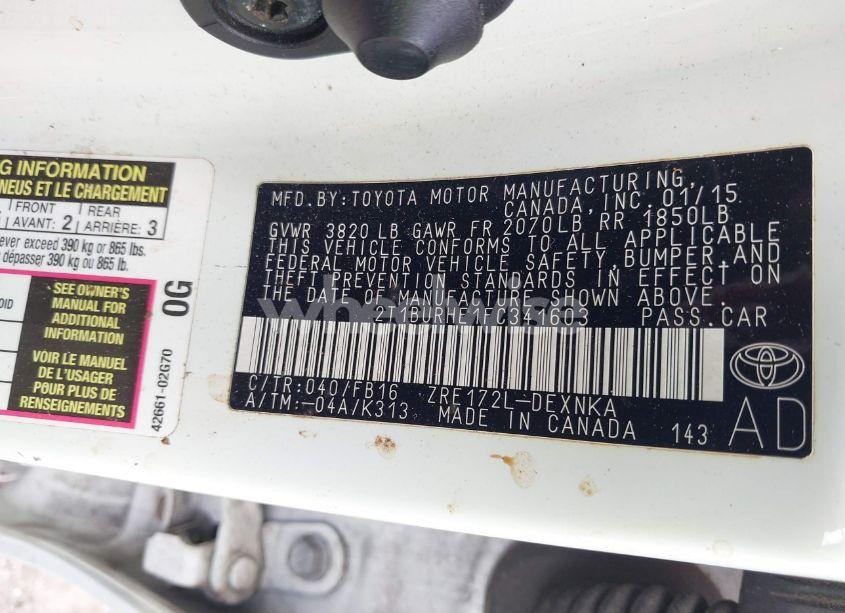 G INFORMATION
NEUS ET LE CHARGEMENT
FRONT
AVANT: 2
REAR
ARRIÈRE: 3
ever exceed 390 kg or 865 lbs.
dépasser 390 kg ou 865 lb.
SEE OWNER'S
MANUAL FOR
ADDITIONAL
INFORMATION
VOIR LE MANUEL
DE L'USAGER
POUR PLUS DE
RENSEIGNEMENTS
0G
42661-02G70
MFD.BY:TOYOTA MOTOR MANUFACTURING,
CANADA,INC.01/15
GVWR 3820LB GAWR FR 2070LB RR 1850LB
THIS VEHICLE CONFORMS TO ALL APPLICABLE
FEDERAL MOTOR VEHICLE SAFETY,BUMPER,AND
THEFT PREVENTION STANDARDS IN EFFECT ON
THE DATE OF MANUFACTURE SHOWN ABOVE.
2T1BURHE1FC341603 PASS.CAR
C/TR:040/FB16 ZRE172L-DEXNKA
A/TM:-04A/K313 MADE IN CANADA 143
AD